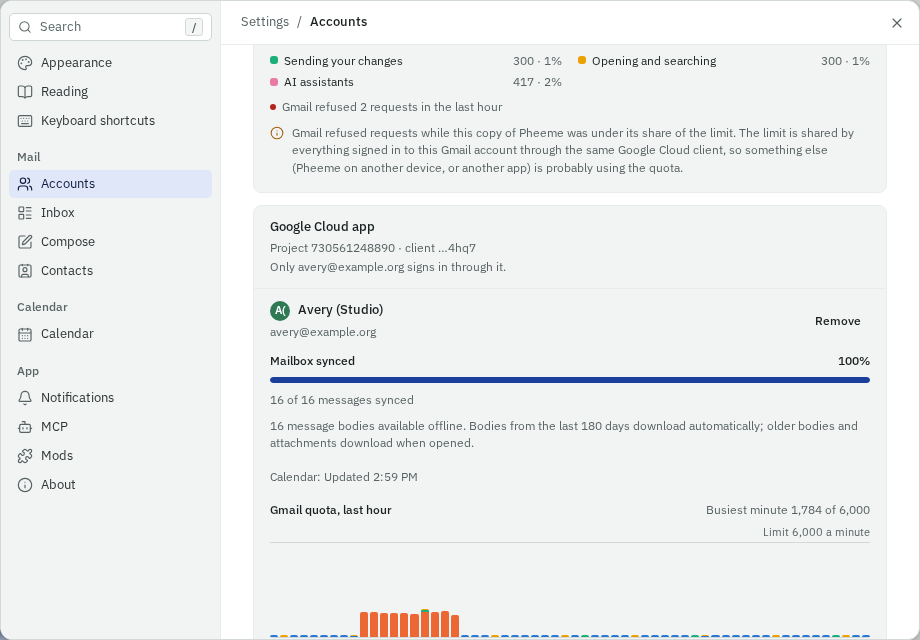 Search
/
Appearance
Reading
Keyboard shortcuts
Mail
Accounts
Inbox
Compose
Contacts
Calendar
Calendar
App
Notifications
MCP
Mods
About
Settings / Accounts
Sending your changes 300 · 1%
Opening and searching 300 · 1%
AI assistants 417 · 2%
Gmail refused 2 requests in the last hour
Gmail refused requests while this copy of Pheeme was under its share of the limit. The limit is shared by
everything signed in to this Gmail account through the same Google Cloud client, so something else
(Pheeme on another device, or another app) is probably using the quota.
Google Cloud app
Project 730561248890 · client …4hq7
Only avery@example.org signs in through it.
A( Avery (Studio)
avery@example.org
Remove
Mailbox synced 100%
16 of 16 messages synced
16 message bodies available offline. Bodies from the last 180 days download automatically; older bodies and
attachments download when opened.
Calendar: Updated 2:59 PM
Gmail quota, last hour Busiest minute 1,784 of 6,000
Limit 6,000 a minute